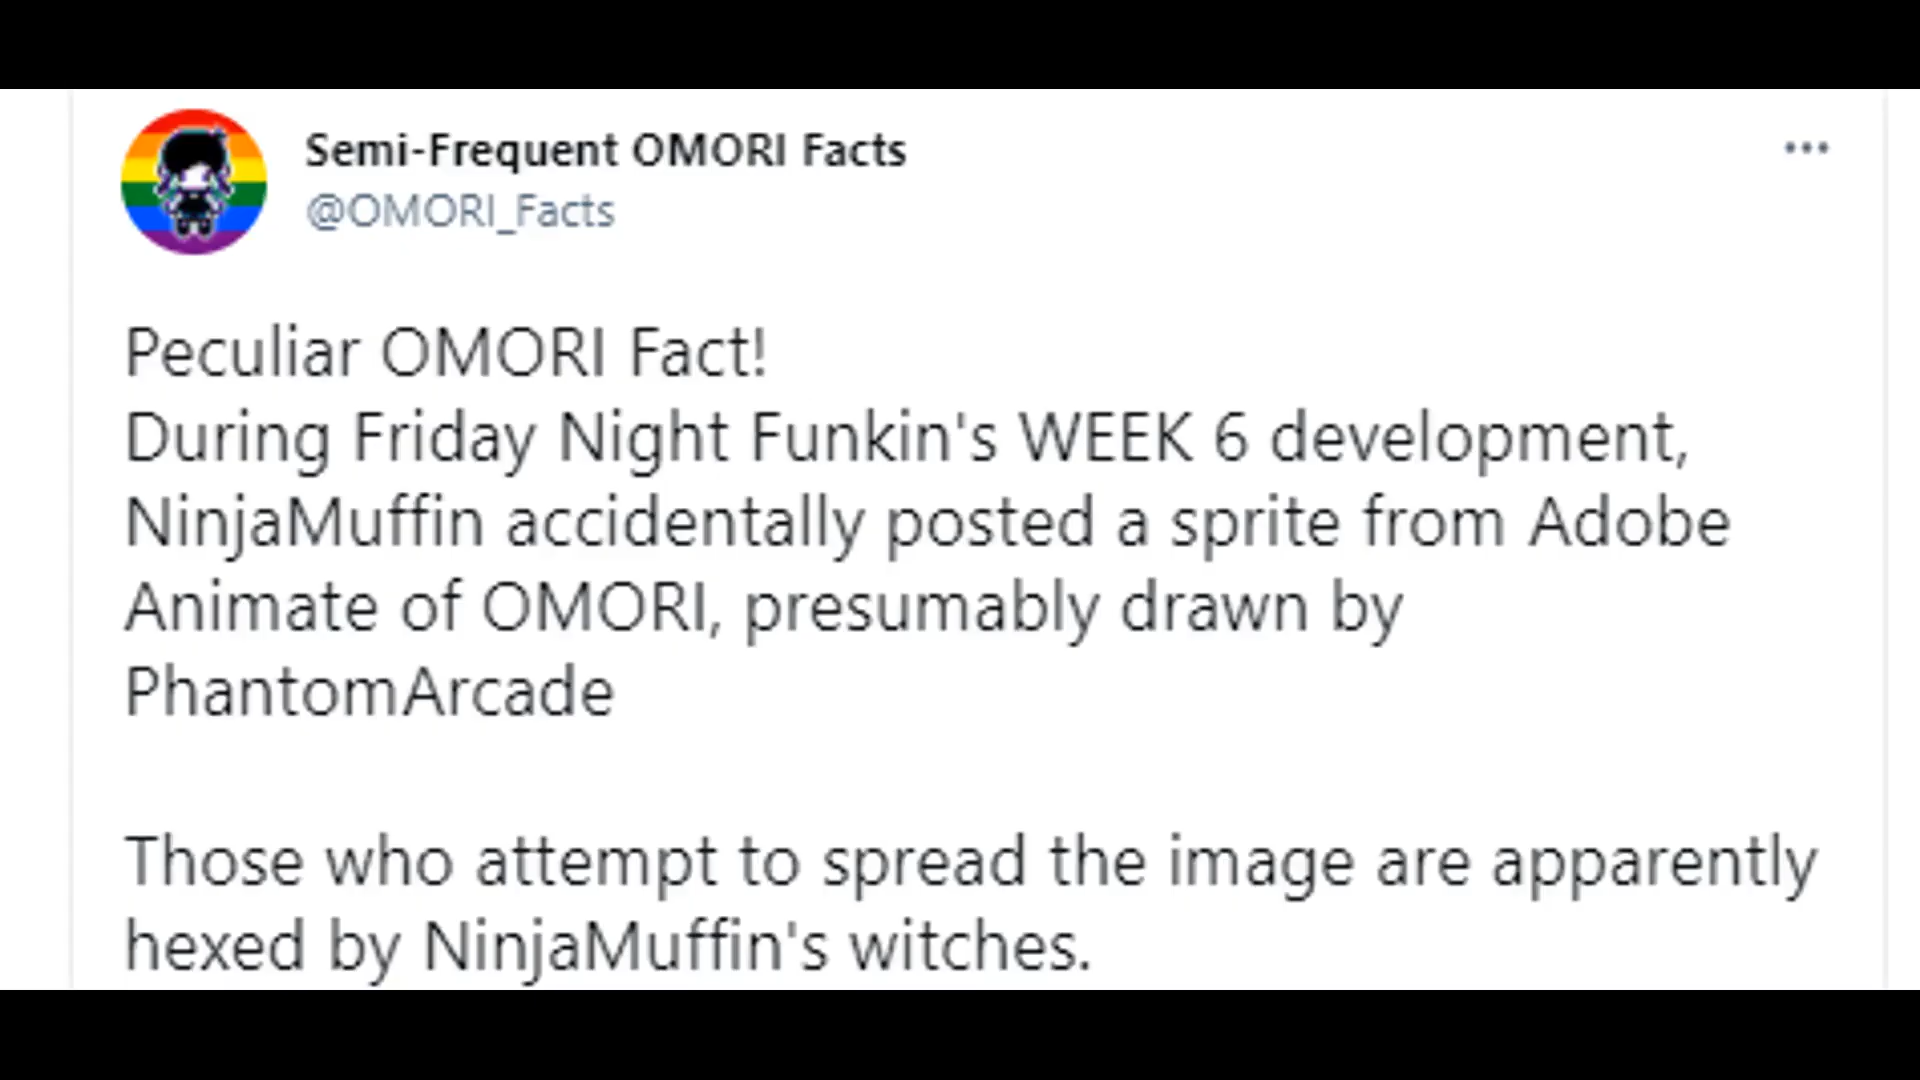 Semi-Frequent OMORI Facts
@OMORI_Facts
Peculiar OMORI Fact!
During Friday Night Funkin's WEEK 6 development,
NinjaMuffin accidentally posted a sprite from Adobe
Animate of OMORI, presumably drawn by
PhantomArcade
Those who attempt to spread the image are apparently
hexed by NinjaMuffin's witches.